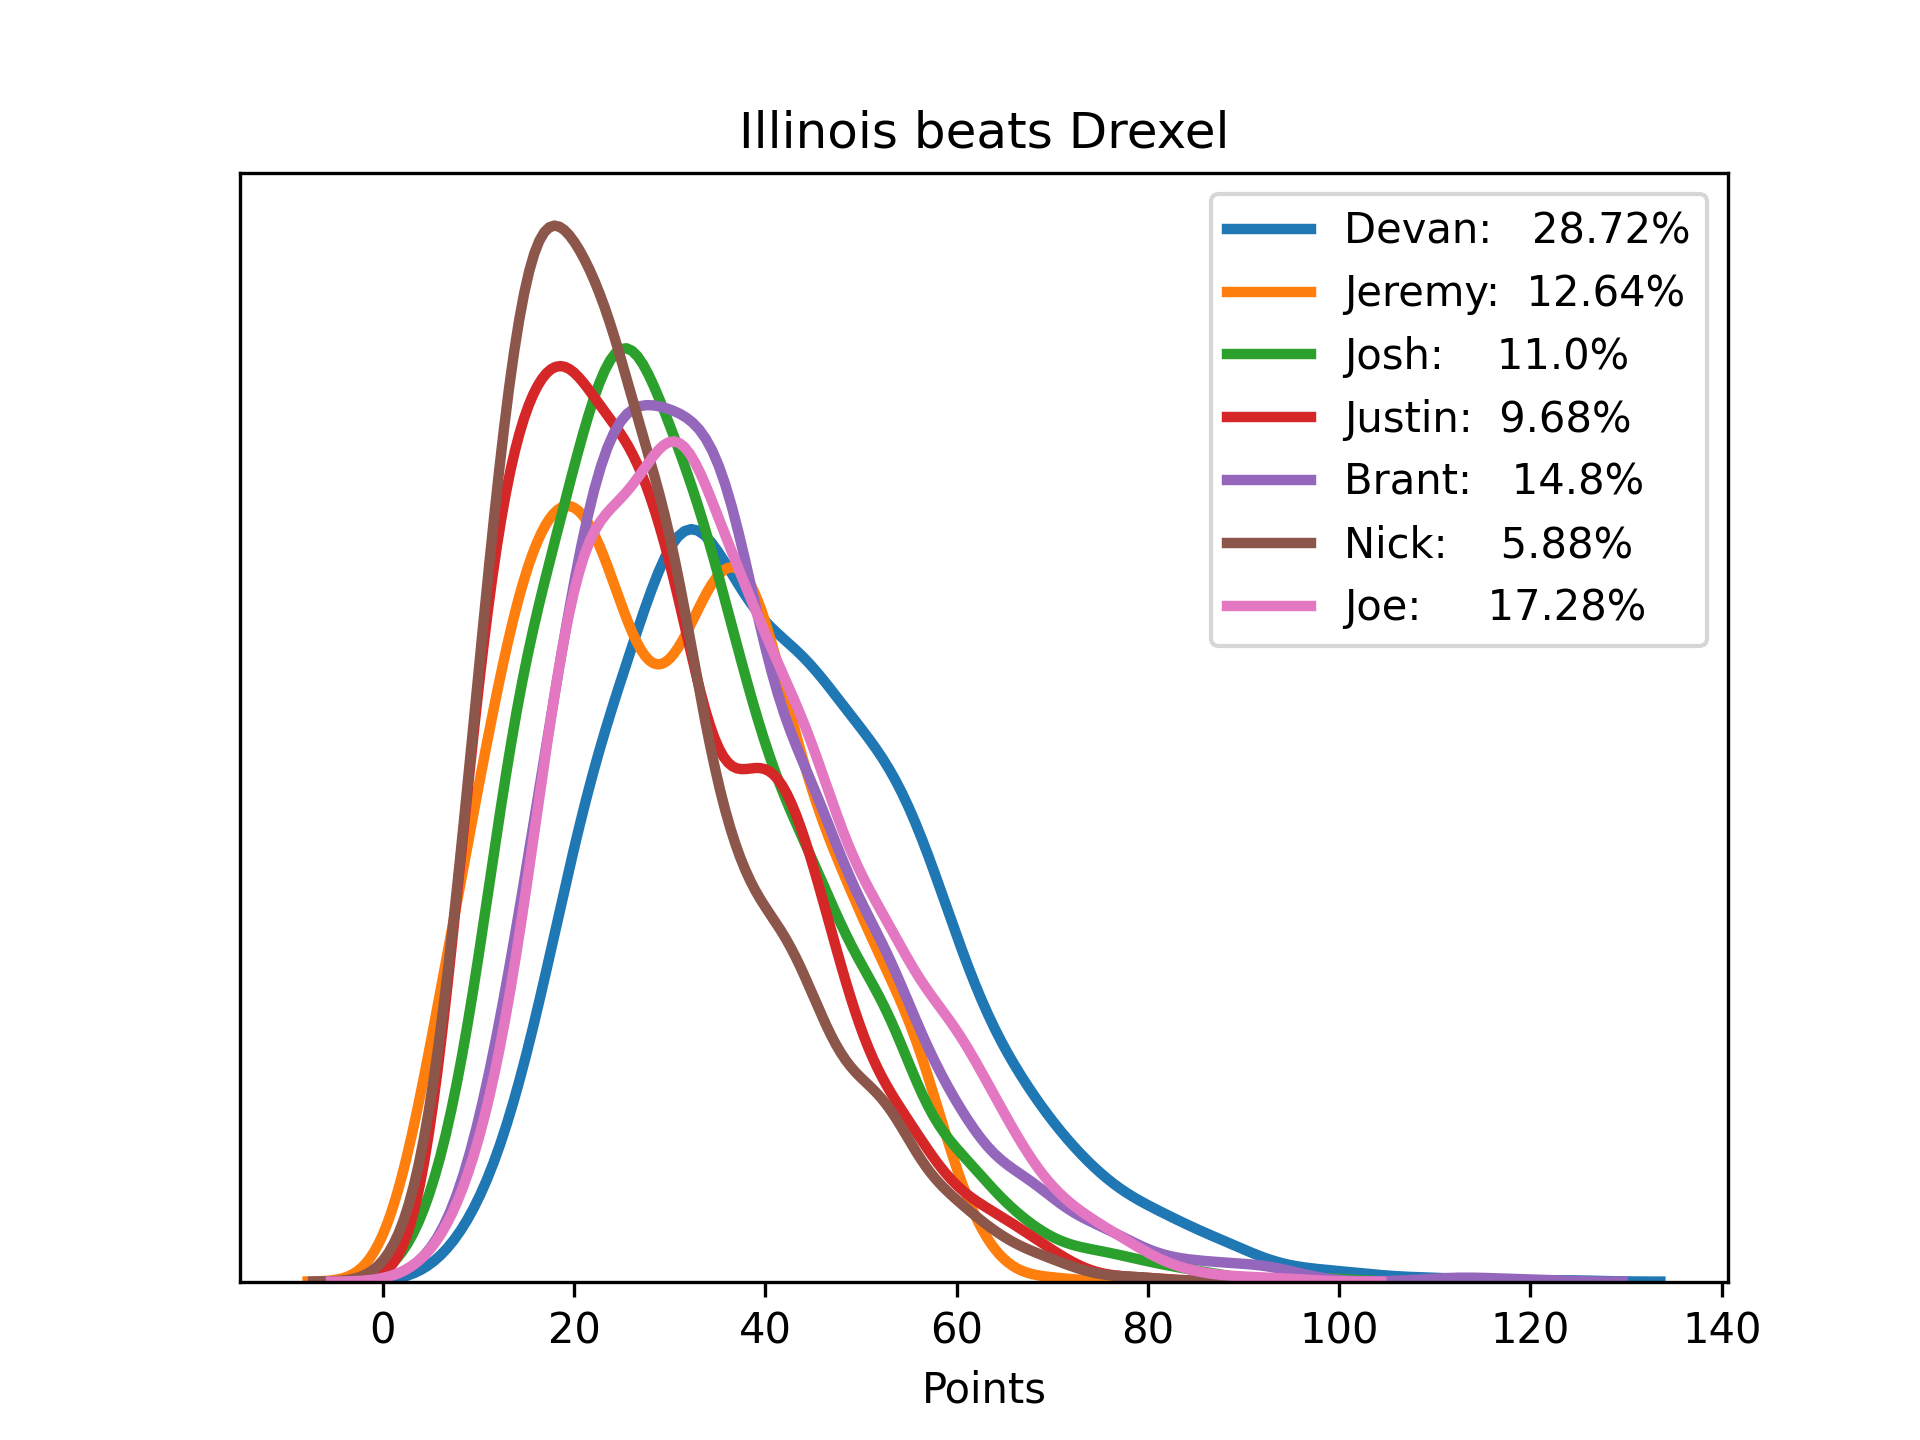 Illinois beats Drexel
Devan: 28.72%
Jeremy: 12.64%
Josh: 11.0%
Justin: 9.68%
Brant: 14.8%
Nick: 5.88%
Joe: 17.28%
0 20 40 60 80 100 120 140
Points